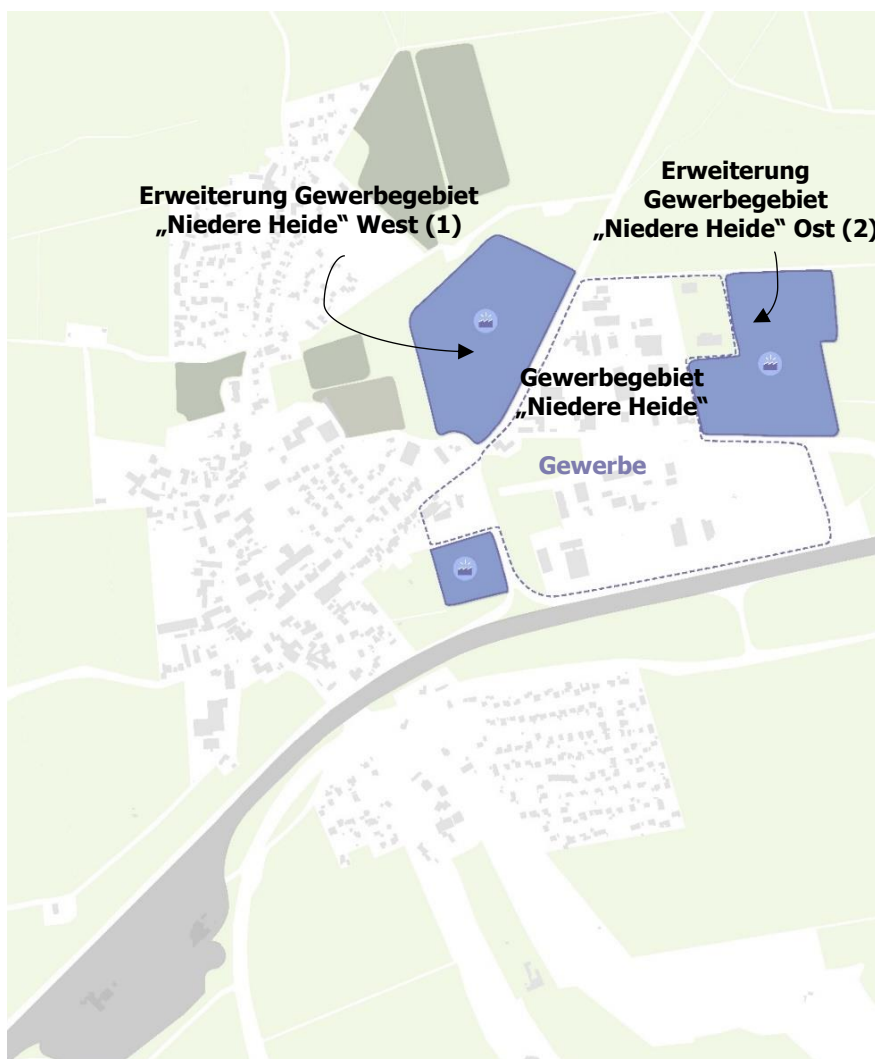 Erweiterung Gewerbegebiet
„Niedere Heide“ West (1)
Erweiterung
Gewerbegebiet
„Niedere Heide“ Ost (2)
Gewerbegebiet
„Niedere Heide“
Gewerbe